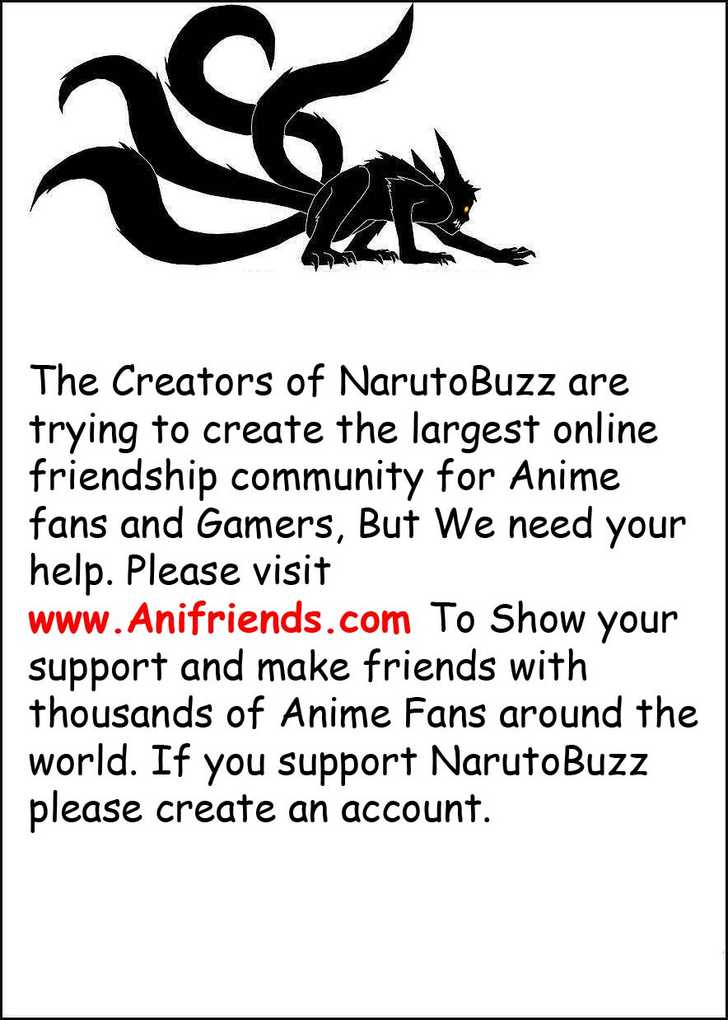 The Creators of NarutoBuzz are
trying to create the largest online
friendship community for Anime
fans and Gamers, But We need your
help. Please visit
www.Anifriends.com To Show your
support and make friends with
thousands of Anime Fans around the
world. If you support NarutoBuzz
please create an account.